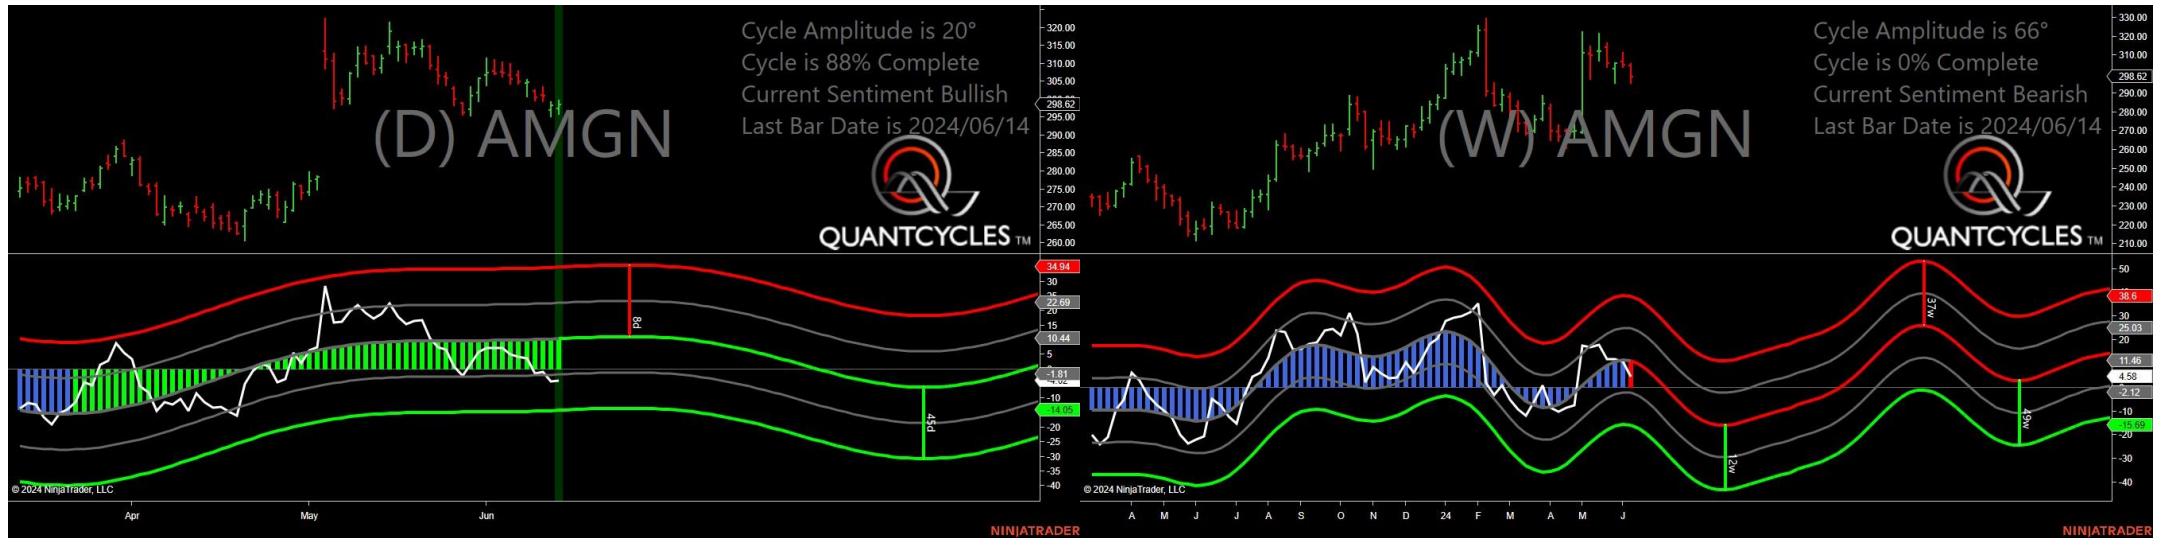 Cycle Amplitude is 20°
Cycle is 88% Complete
Current Sentiment Bullish
Last Bar Date is 2024/06/14
(D) AMGN
QUANTCYCLES TM
320.00
315.00
310.00
305.00
298.62
295.00
290.00
285.00
280.00
275.00
270.00
265.00
260.00
34.94
30
22.69
20
15
10.44
5
-1.81
-4.02
-10
-14.05
-20
-25
-30
-35
-40
8d
45d
© 2024 NinjaTrader, LLC
Apr
May
Jun
NINJATRADER
Cycle Amplitude is 66°
Cycle is 0% Complete
Current Sentiment Bearish
Last Bar Date is 2024/06/14
(W) AMGN
QUANTCYCLES TM
330.00
320.00
310.00
298.62
290.00
280.00
270.00
260.00
250.00
240.00
230.00
220.00
210.00
50
38.6
30
25.03
20
11.46
4.58
-2.12
-10
-15.69
-20
-30
-40
37w
12w
49w
© 2024 NinjaTrader, LLC
A
M
J
J
A
S
O
N
D
24
F
M
A
M
J
NINJATRADER